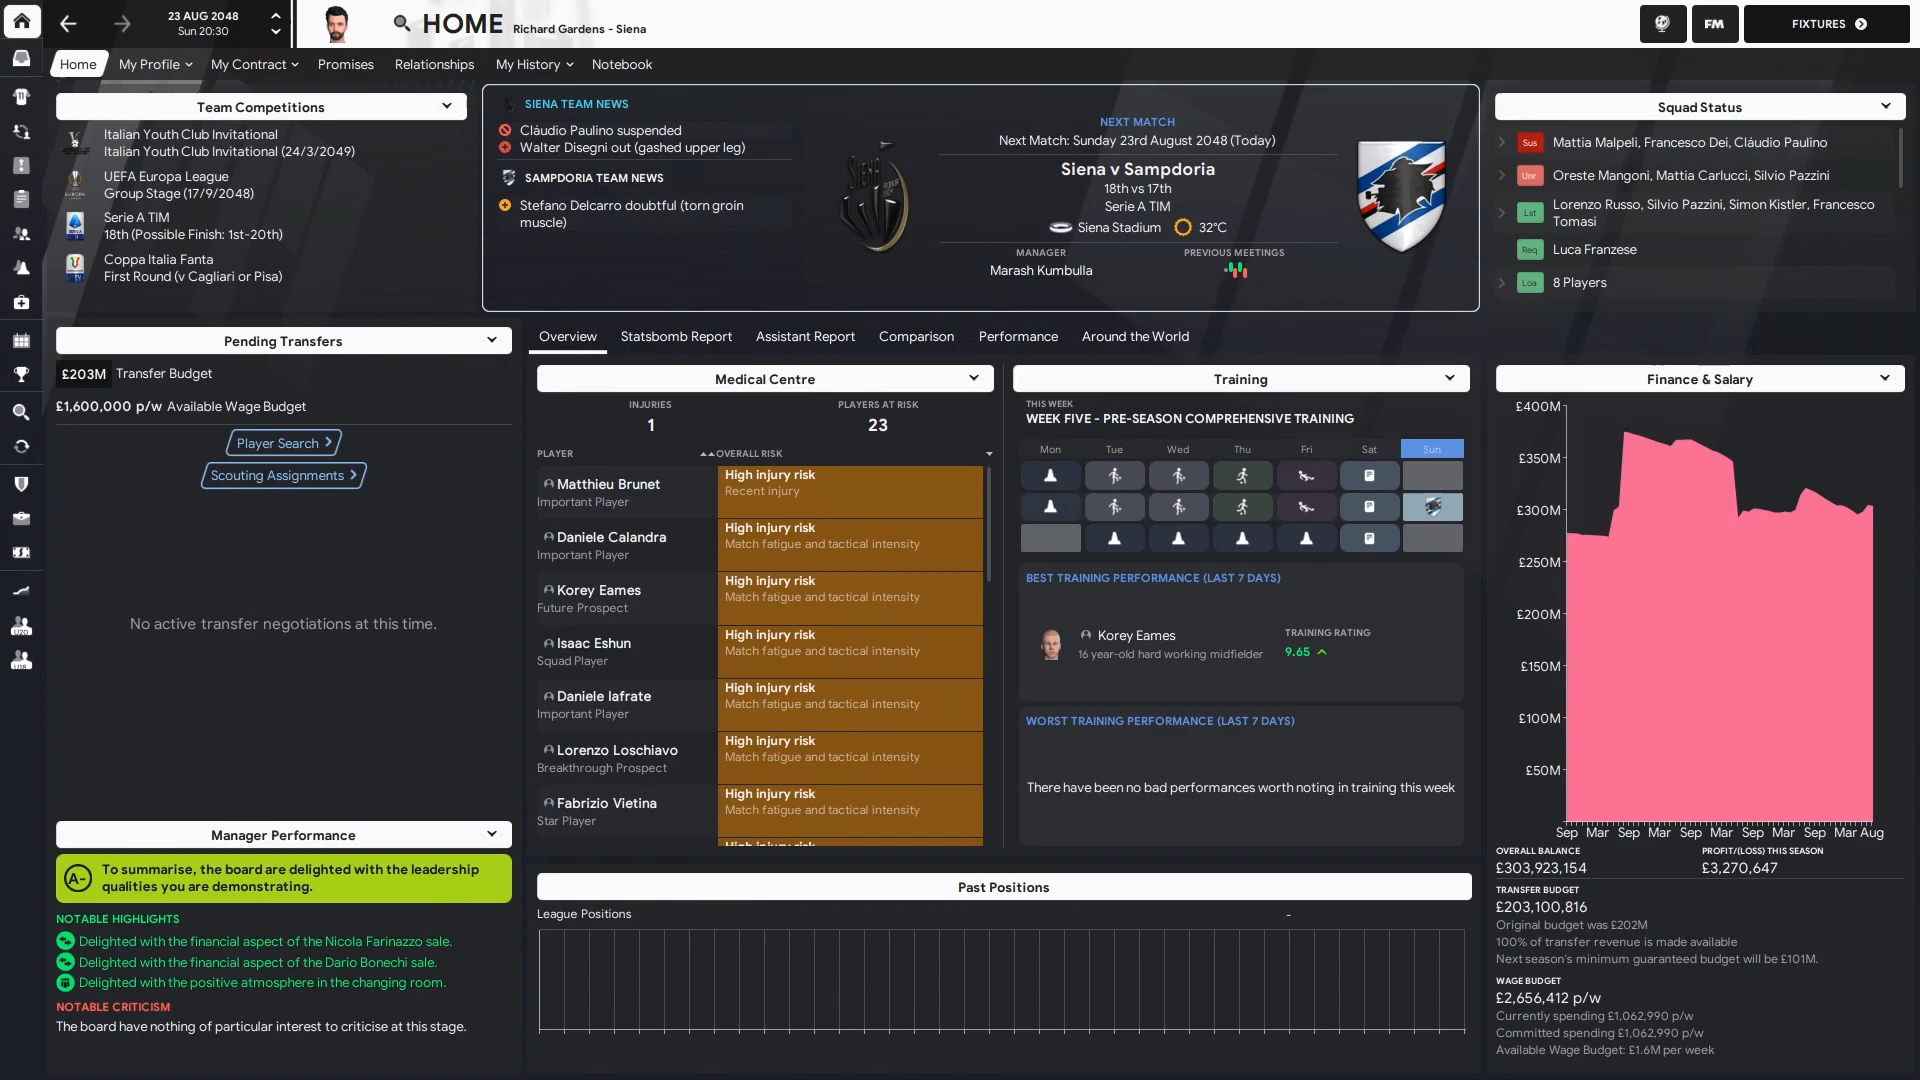 23 AUG 2048
Sun 20:30
HOME
Richard Gardens - Siena
FM
FIXTURES
Home
My Profile
My Contract
Promises
Relationships
My History
Notebook
Team Competitions
Italian Youth Club Invitational
Italian Youth Club Invitational (24/3/2049)
UEFA Europa League
Group Stage (17/9/2048)
Serie A TIM
18th (Possible Finish: 1st-20th)
Coppa Italia Fanta
First Round (v Cagliari or Pisa)
SIENA TEAM NEWS
Cláudio Paulino suspended
Walter Disegni out (gashed upper leg)
SAMPDORIA TEAM NEWS
Stefano Delcarro doubtful (torn groin
muscle)
NEXT MATCH
Next Match: Sunday 23rd August 2048 (Today)
Siena v Sampdoria
18th vs 17th
Serie A TIM
Siena Stadium
32°C
MANAGER
Marash Kumbulla
PREVIOUS MEETINGS
Squad Status
Sus
Mattia Malpeli, Francesco Dei, Cláudio Paulino
Unr
Oreste Mangoni, Mattia Carlucci, Silvio Pazzini
Lst
Lorenzo Russo, Silvio Pazzini, Simon Kistler, Francesco
Tomasi
Req
Luca Franzese
Loa
8 Players
Pending Transfers
£203M Transfer Budget
£1,600,000 p/w Available Wage Budget
Player Search
Scouting Assignments
No active transfer negotiations at this time.
Manager Performance
A-
To summarise, the board are delighted with the leadership
qualities you are demonstrating.
NOTABLE HIGHLIGHTS
Delighted with the financial aspect of the Nicola Farinazzo sale.
Delighted with the financial aspect of the Dario Bonechi sale.
Delighted with the positive atmosphere in the changing room.
NOTABLE CRITICISM
The board have nothing of particular interest to criticise at this stage.
Overview
Statsbomb Report
Assistant Report
Comparison
Performance
Around the World
Medical Centre
INJURIES
1
PLAYERS AT RISK
23
PLAYER
OVERALL RISK
Matthieu Brunet
Important Player
High injury risk
Recent injury
Daniele Calandra
Important Player
High injury risk
Match fatigue and tactical intensity
Korey Eames
Future Prospect
High injury risk
Match fatigue and tactical intensity
Isaac Eshun
Squad Player
High injury risk
Match fatigue and tactical intensity
Daniele Iafrate
Important Player
High injury risk
Match fatigue and tactical intensity
Lorenzo Loschiavo
Breakthrough Prospect
High injury risk
Match fatigue and tactical intensity
Fabrizio Vietina
Star Player
High injury risk
Match fatigue and tactical intensity
High injury risk
Training
THIS WEEK
WEEK FIVE - PRE-SEASON COMPREHENSIVE TRAINING
Mon Tue Wed Thu Fri Sat Sun
BEST TRAINING PERFORMANCE (LAST 7 DAYS)
Korey Eames
16 year-old hard working midfielder
TRAINING RATING
9.65
WORST TRAINING PERFORMANCE (LAST 7 DAYS)
There have been no bad performances worth noting in training this week
Past Positions
League Positions
-
Finance & Salary
£400M
£350M
£300M
£250M
£200M
£150M
£100M
£50M
Sep Mar Sep Mar Sep Mar Sep Mar Sep Mar Aug
OVERALL BALANCE
£303,923,154
PROFIT/(LOSS) THIS SEASON
£3,270,647
TRANSFER BUDGET
£203,100,816
Original budget was £202M
100% of transfer revenue is made available
Next season's minimum guaranteed budget will be £101M.
WAGE BUDGET
£2,656,412 p/w
Currently spending £1,062,990 p/w
Committed spending £1,062,990 p/w
Available Wage Budget: £1.6M per week